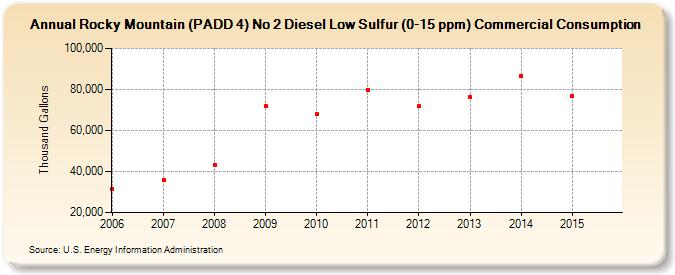 Annual Rocky Mountain (PADD 4) No 2 Diesel Low Sulfur (0-15 ppm) Commercial Consumption
Thousand Gallons
100,000
80,000
60,000
40,000
20,000
2006 2007 2008 2009 2010 2011 2012 2013 2014 2015
Source: U.S. Energy Information Administration